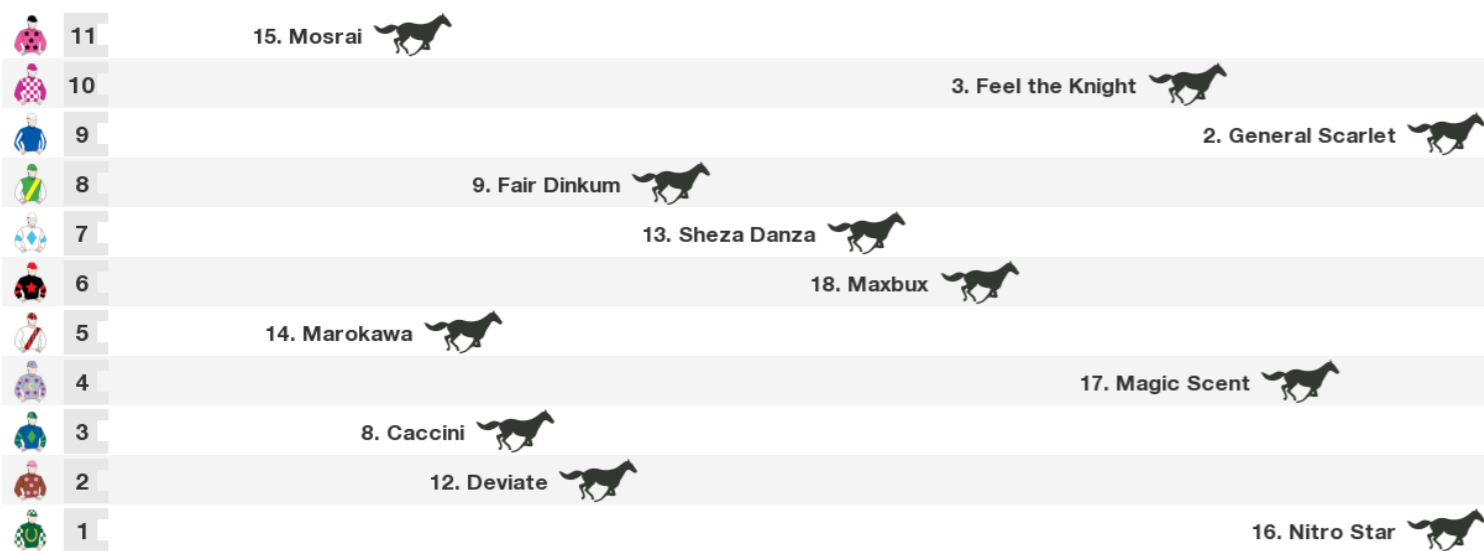 11 15. Mosrai
10 3. Feel the Knight
9 2. General Scarlet
8 9. Fair Dinkum
7 13. Sheza Danza
6 18. Maxbux
5 14. Marokawa
4 17. Magic Scent
3 8. Caccini
2 12. Deviate
1 16. Nitro Star